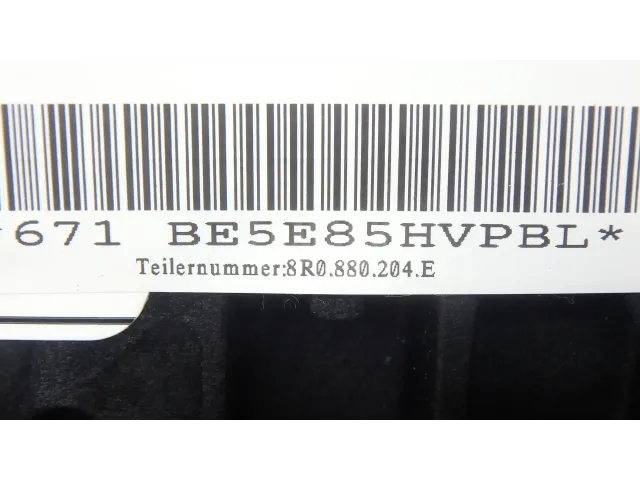 *671 BE5E85HVPBL*
Teilernummer:8R0.880.204.E